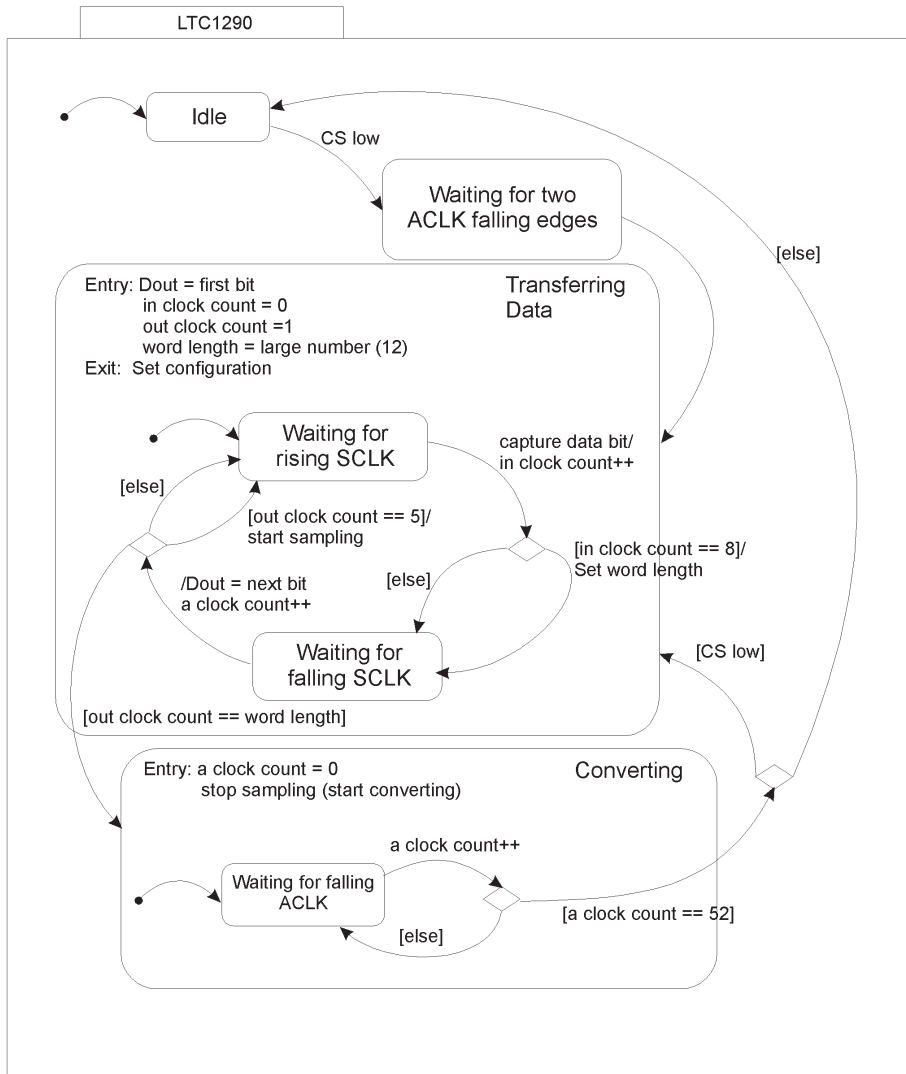 LTC1290
Idle
CS low
Waiting for two
ACLK falling edges
[else]
Entry: Dout = first bit
in clock count = 0
out clock count =1
word length = large number (12)
Exit: Set configuration
Transferring
Data
Waiting for
rising SCLK
capture data bit/
in clock count++
[else]
[out clock count == 5]/
start sampling
[in clock count == 8]/
Set word length
[else]
/Dout = next bit
a clock count++
Waiting for
falling SCLK
[CS low]
[out clock count == word length]
Entry: a clock count = 0
stop sampling (start converting)
Converting
a clock count++
Waiting for falling
ACLK
[a clock count == 52]
[else]